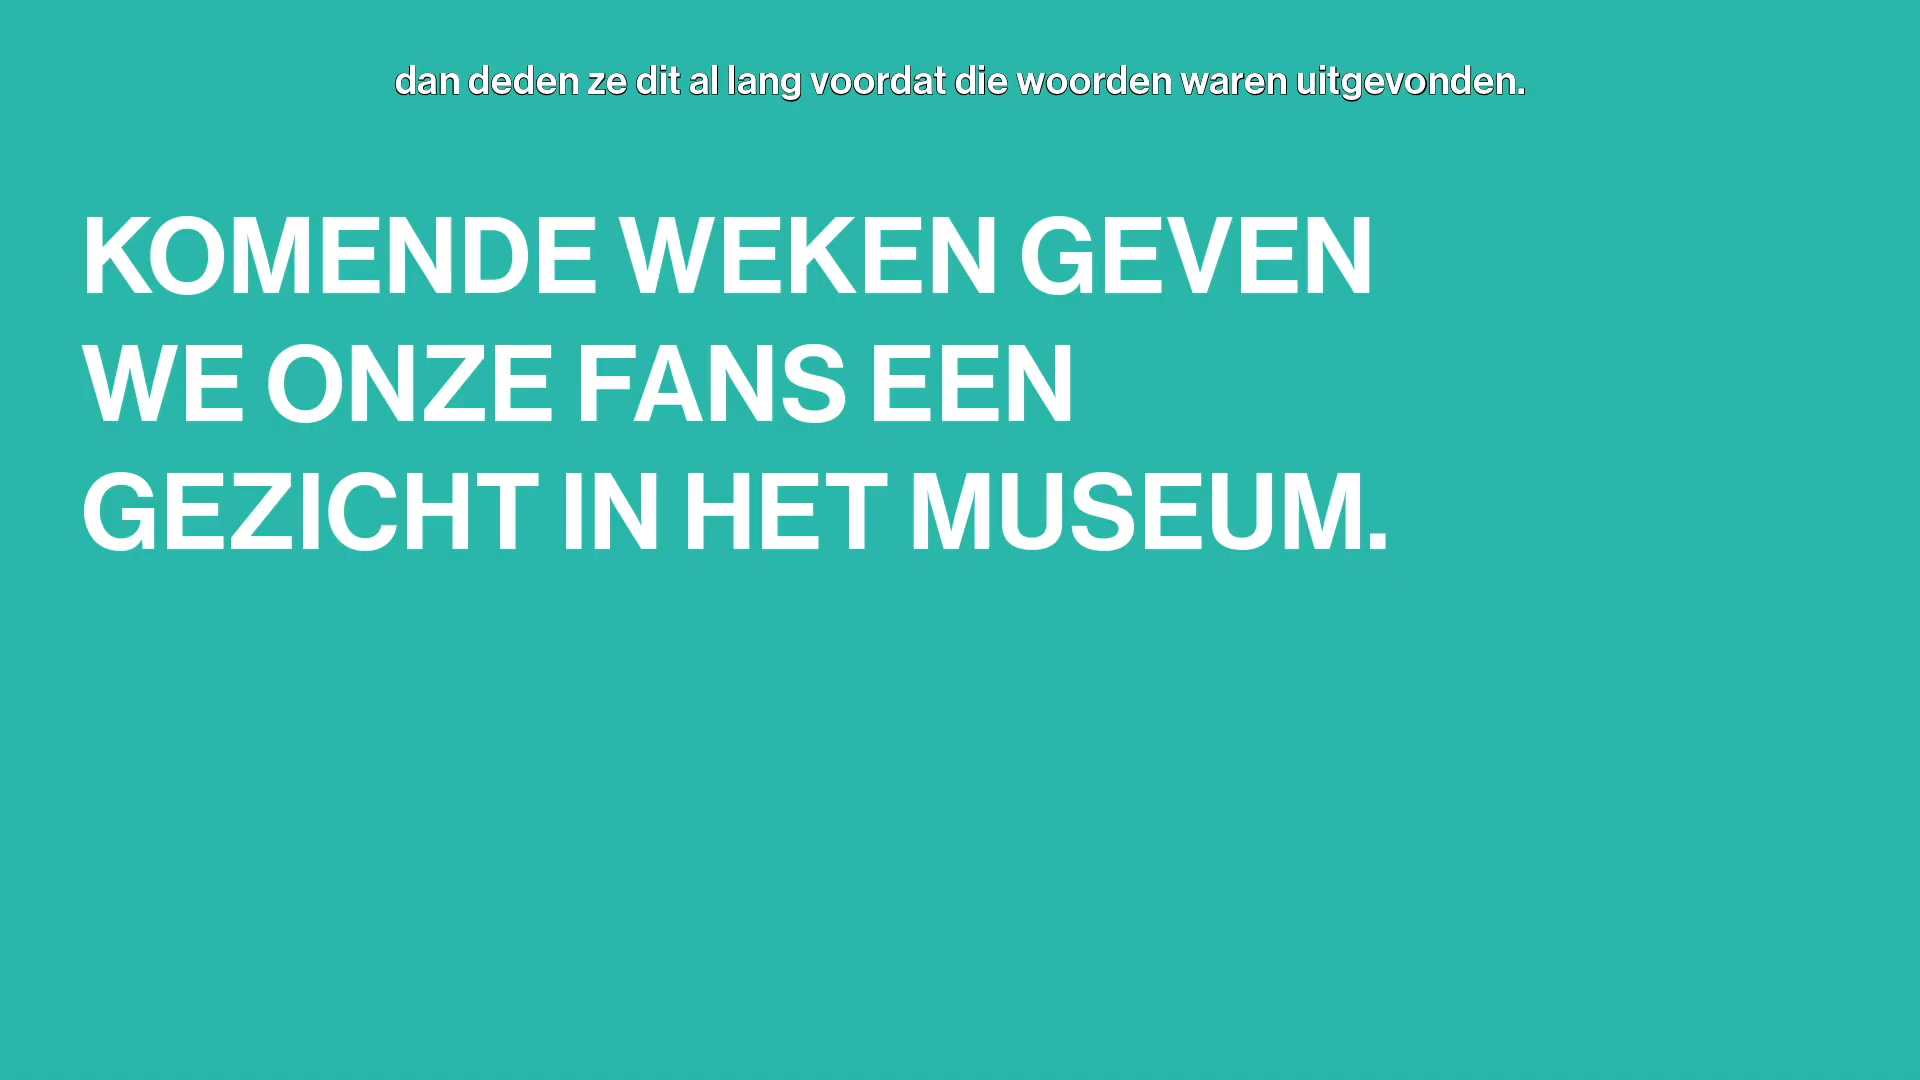 dan deden ze dit al lang voordat die woorden waren uitgevonden.
KOMENDE WEKEN GEVEN
WE ONZE FANS EEN
GEZICHT IN HET MUSEUM.